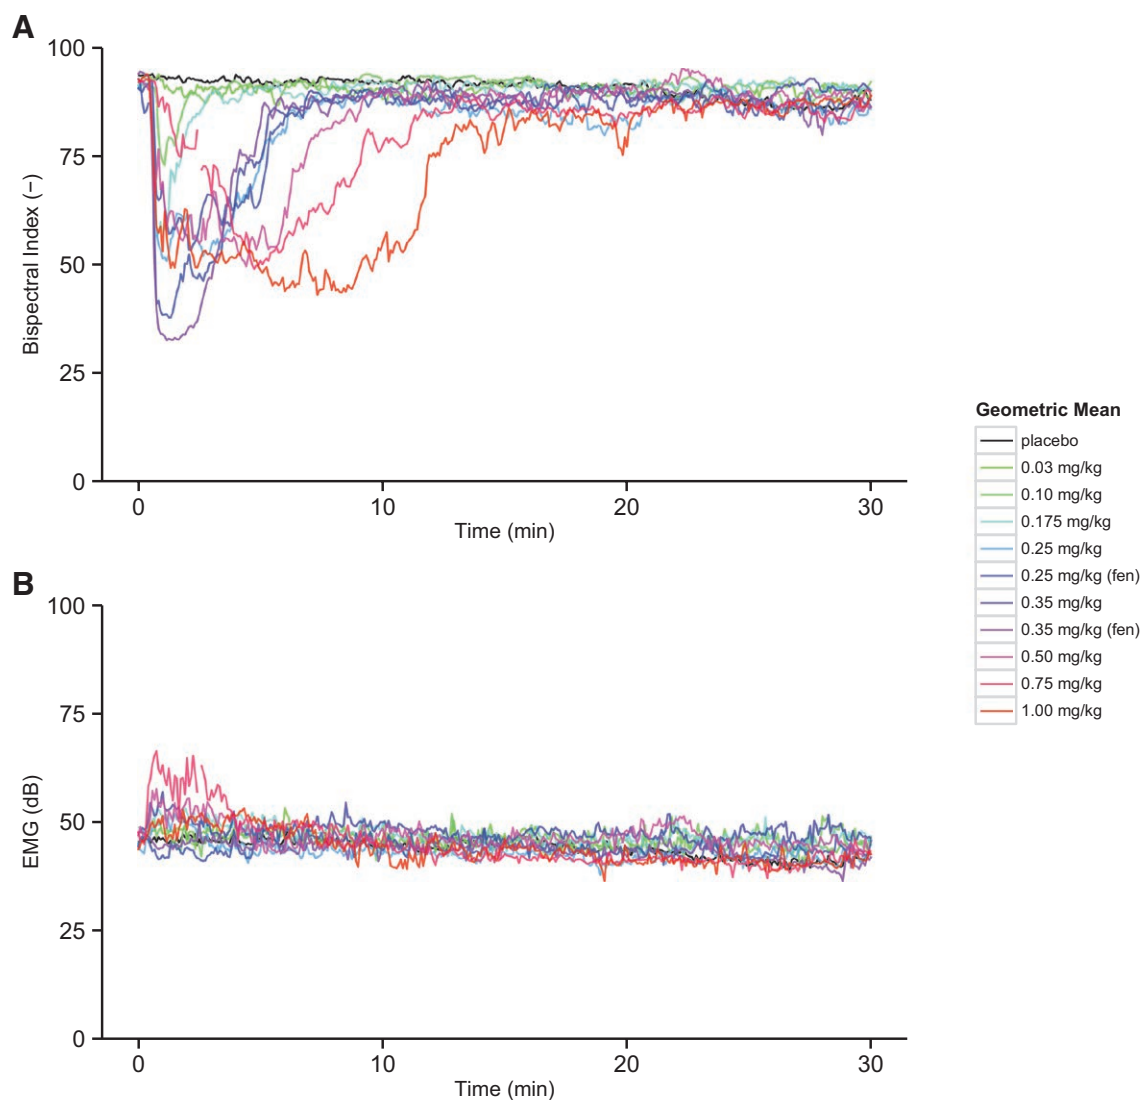 A
100
75
50
25
0
Bispectral Index (−)
0 10 20 30
Time (min)
Geometric Mean
placebo
0.03 mg/kg
0.10 mg/kg
0.175 mg/kg
0.25 mg/kg
0.25 mg/kg (fen)
0.35 mg/kg
0.35 mg/kg (fen)
0.50 mg/kg
0.75 mg/kg
1.00 mg/kg
B
100
75
50
25
0
EMG (dB)
0 10 20 30
Time (min)